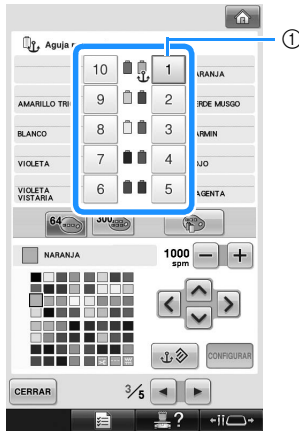 ①
Aguja
10 1
ARANJA
AMARILLO TRI
9 2
RDE MUSGO
BLANCO
8 3
ARMIN
VIOLETA
7 4
OJO
VIOLETA
VISTARIA
6 5
AGENTA
64 300
NARANJA
1000
spm
CONFIGURAR
CERRAR
3/5